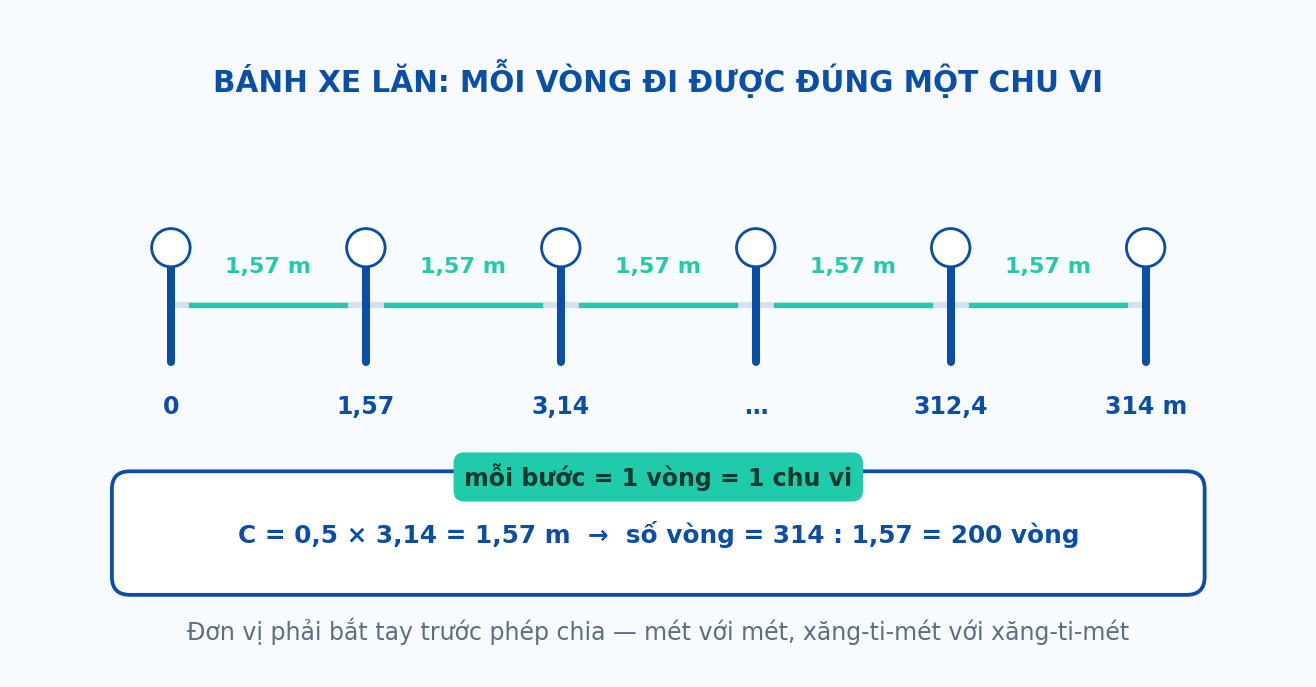 BÁNH XE LĂN: MỖI VÒNG ĐI ĐƯỢC ĐÚNG MỘT CHU VI
1,57 m 1,57 m 1,57 m 1,57 m 1,57 m
0 1,57 3,14 ... 312,4 314 m
mỗi bước = 1 vòng = 1 chu vi
C = 0,5 × 3,14 = 1,57 m → số vòng = 314 : 1,57 = 200 vòng
Đơn vị phải bắt tay trước phép chia — mét với mét, xăng-ti-mét với xăng-ti-mét